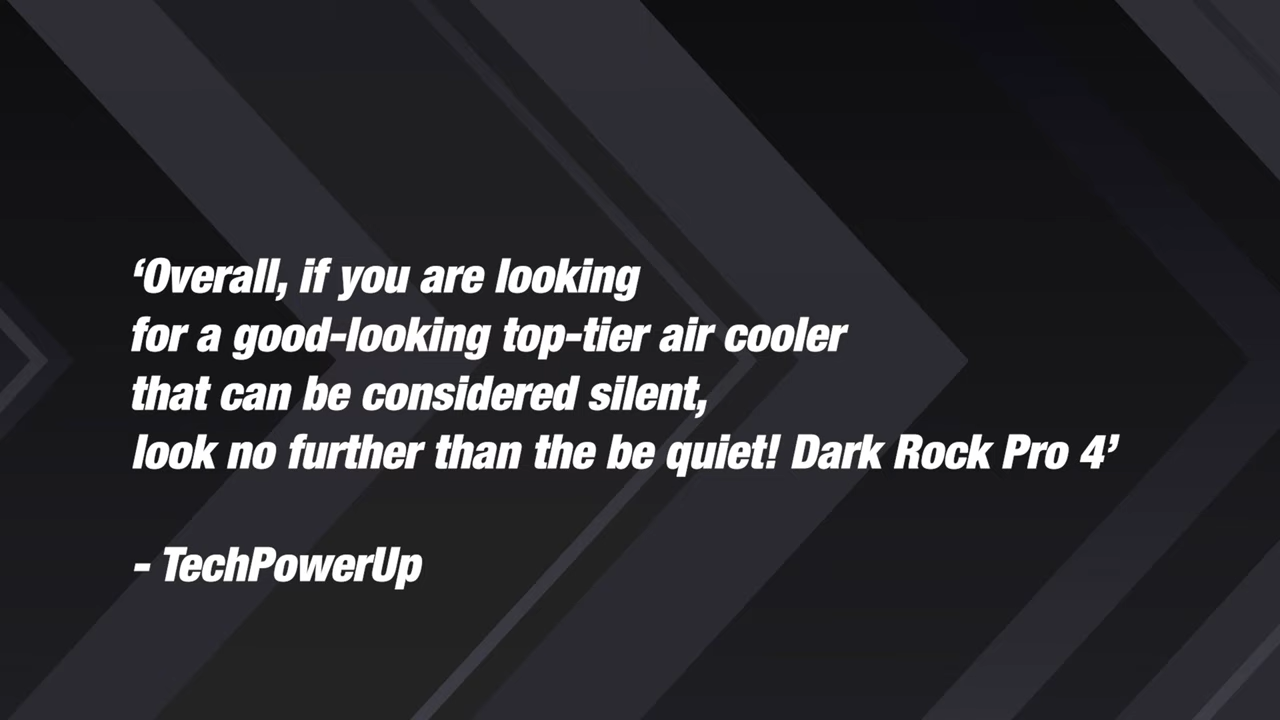 ‘Overall, if you are looking
for a good-looking top-tier air cooler
that can be considered silent,
look no further than the be quiet! Dark Rock Pro 4’
- TechPowerUp